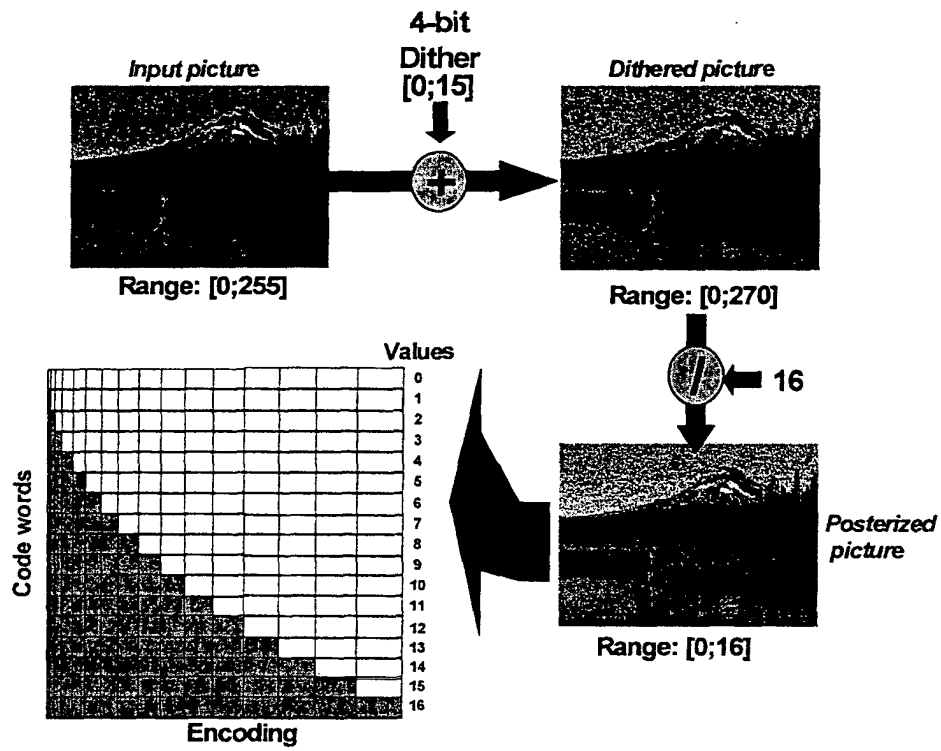 4-bit
Dither
[0;15]
Input picture
Dithered picture
+
Range: [0;255]
Range: [0;270]
/
16
Values
0
1
2
3
4
5
6
7
8
9
10
11
12
13
14
15
16
Code words
Encoding
Posterized
picture
Range: [0;16]